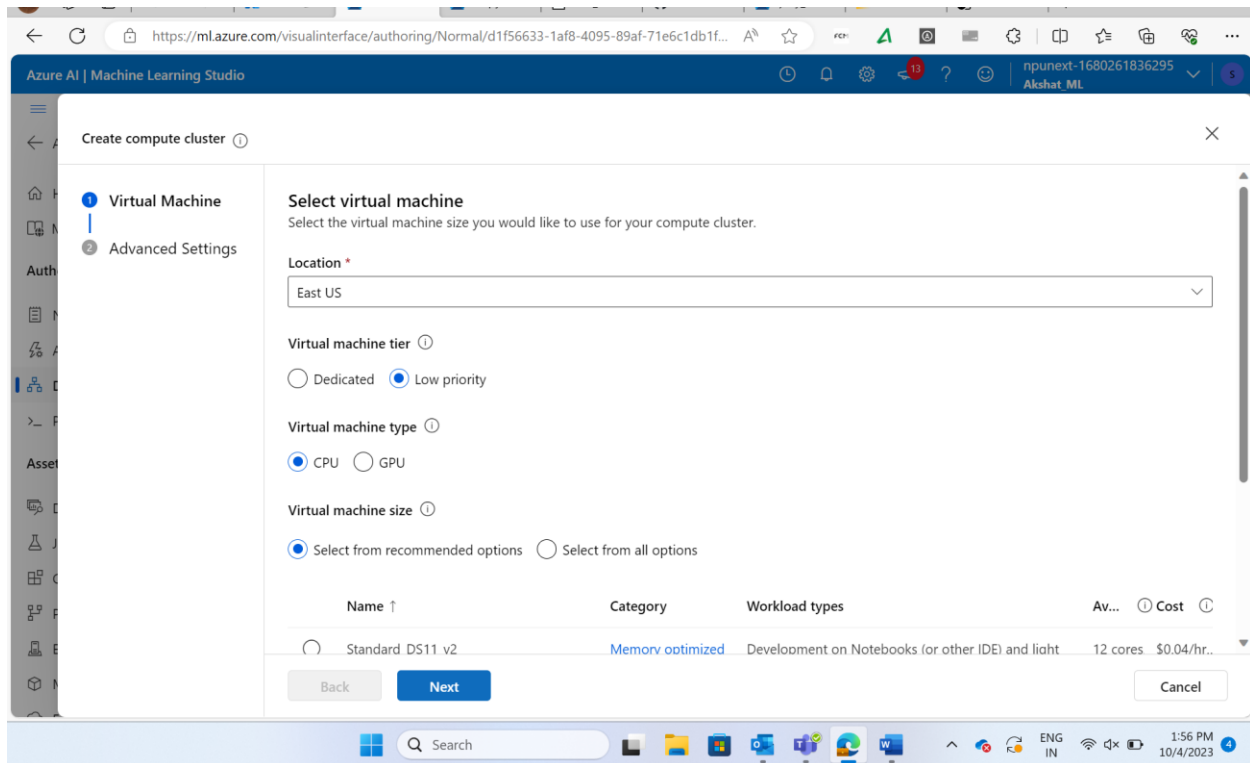 https://ml.azure.com/visualinterface/authoring/Normal/d1f56633-1af8-4095-89af-71e6c1db1f...
Azure AI | Machine Learning Studio
13
npunext-1680261836295
Akshat_ML
S
Create compute cluster
1 Virtual Machine
2 Advanced Settings
Auth
Asset
Select virtual machine
Select the virtual machine size you would like to use for your compute cluster.
Location *
East US
Virtual machine tier
Dedicated Low priority
Virtual machine type
CPU GPU
Virtual machine size
Select from recommended options Select from all options
Name ↑ Category Workload types Av... Cost
Standard_DS11_v2 Memory optimized Development on Notebooks (or other IDE) and light 12 cores $0.04/hr..
Back Next Cancel
Search
ENG
IN
1:56 PM
10/4/2023
4